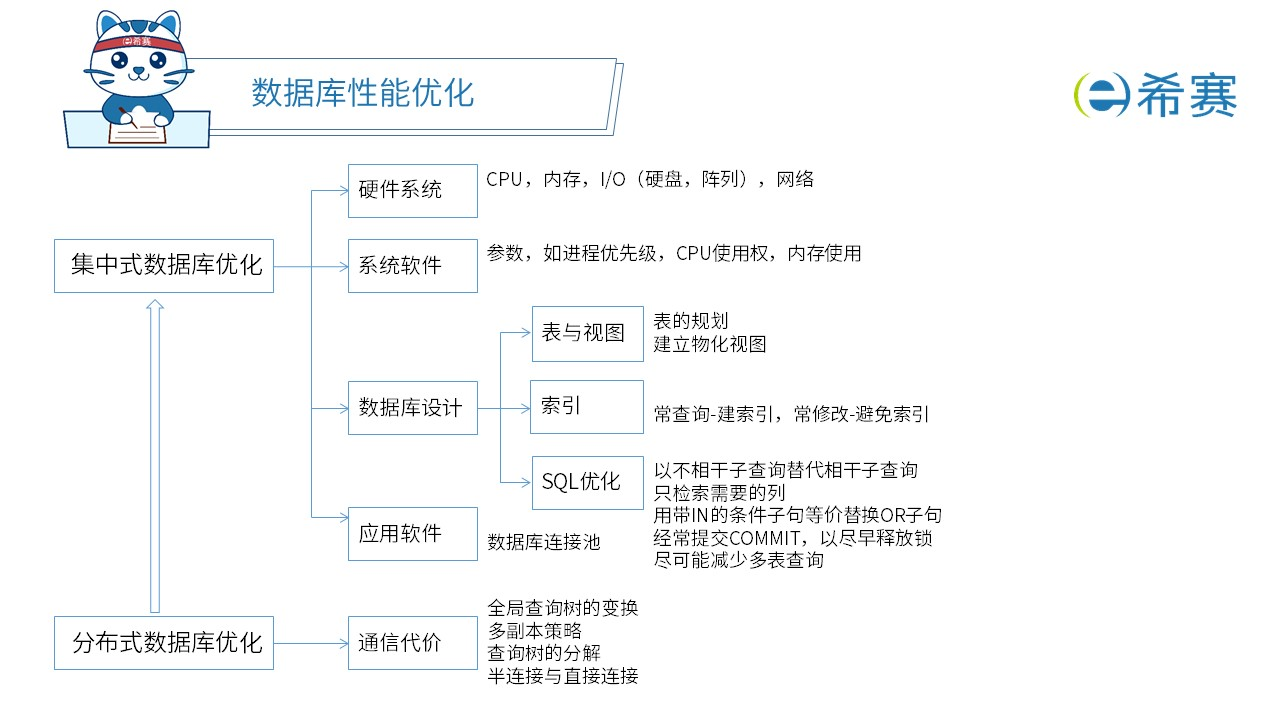 希赛
数据库性能优化
希赛
硬件系统
CPU，内存，I/O（硬盘，阵列），网络
集中式数据库优化
系统软件
参数，如进程优先级，CPU使用权，内存使用
表与视图
表的规划
建立物化视图
数据库设计
索引
常查询-建索引，常修改-避免索引
SQL优化
以不相干子查询替代相干子查询
只检索需要的列
用带IN的条件子句等价替换OR子句
经常提交COMMIT，以尽早释放锁
尽可能减少多表查询
应用软件
数据库连接池
分布式数据库优化
通信代价
全局查询树的变换
多副本策略
查询树的分解
半连接与直接连接